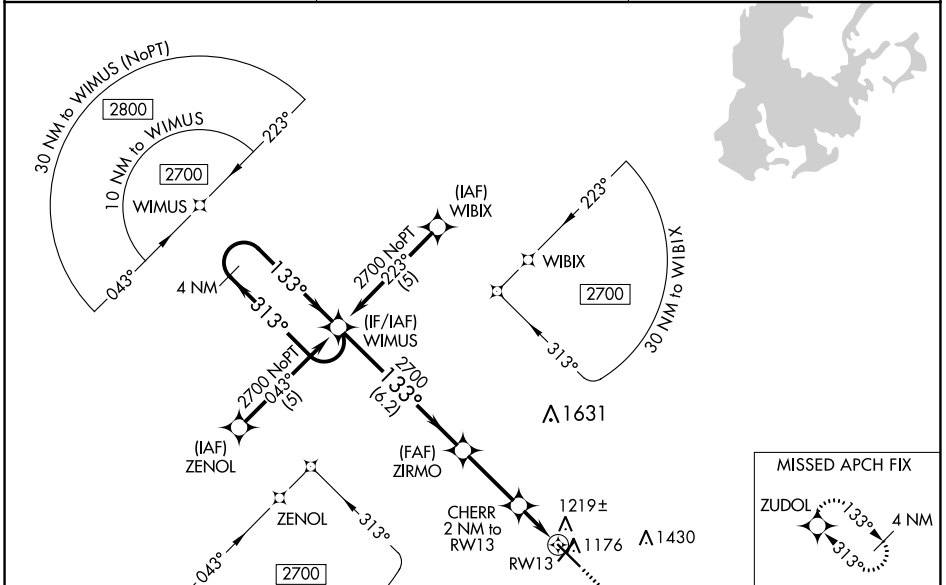 30 NM to WIMUS (NoPT)
2800
10 NM to WIMUS
2700
WIMUS
223°
043°
(IAF)
WIBIX
2700 NoPT
223°
(5)
223°
WIBIX
2700
30 NM to WIBIX
313°
4 NM
133°
313°
(IF/IAF)
WIMUS
2700 NoPT
043°
(5)
(IAF)
ZENOL
2700
133°
(6.2)
1631
(FAF)
ZIRMO
ZENOL
043°
313°
2700
CHERR
2 NM to
RW13
1219±
1176
1430
RW13
MISSED APCH FIX
ZUDOL
133°
4 NM
313°